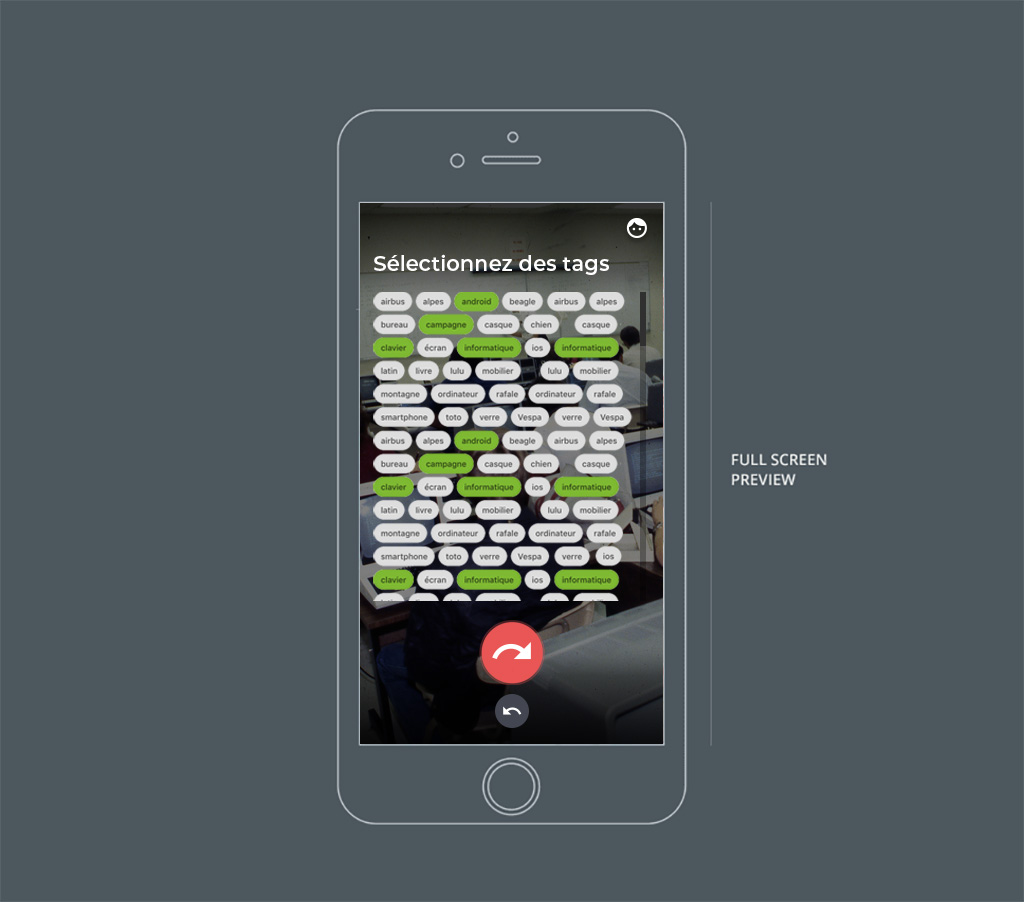 Sélectionnez des tags
airbus alpes android beagle airbus alpes
bureau campagne casque chien casque
clavier écran informatique ios informatique
latin livre lulu mobilier lulu mobilier
montagne ordinateur rafale ordinateur rafale
smartphone toto verre Vespa verre Vespa
airbus alpes android beagle airbus alpes
bureau campagne casque chien casque
clavier écran informatique ios informatique
latin livre lulu mobilier lulu mobilier
montagne ordinateur rafale ordinateur rafale
smartphone toto verre Vespa verre ios
clavier écran informatique ios informatique
FULL SCREEN
PREVIEW